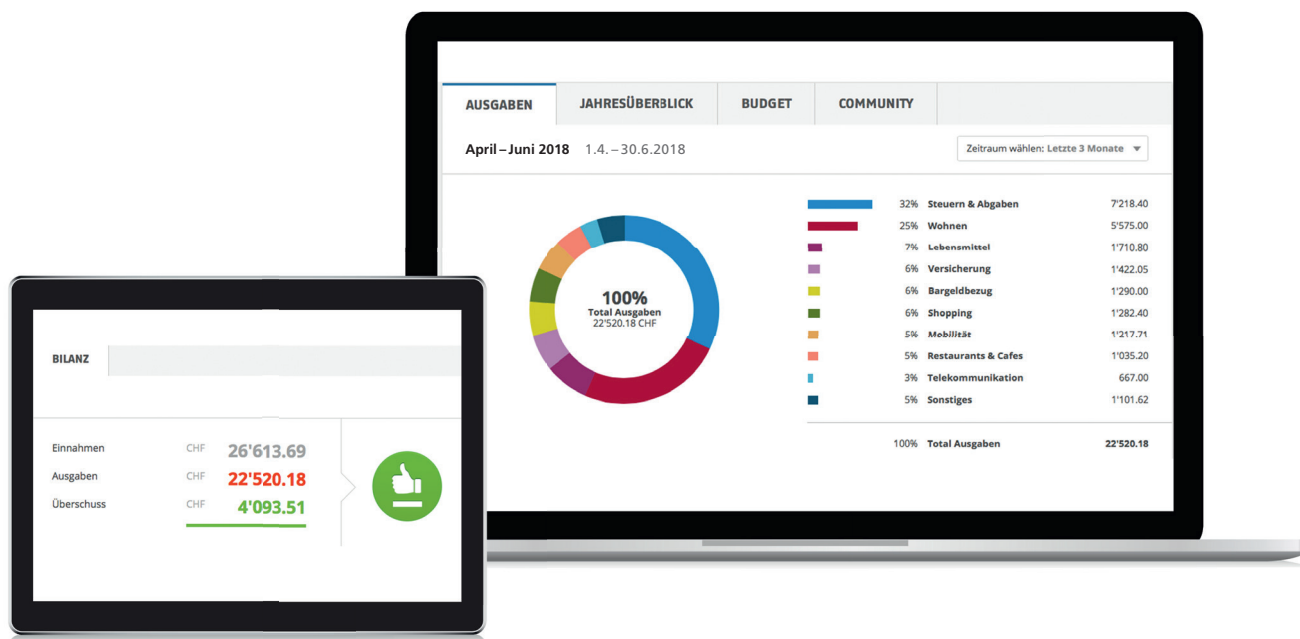 AUSGABEN JAHRESÜBERBLICK BUDGET COMMUNITY
April – Juni 2018 1.4. – 30.6.2018 Zeitraum wählen: Letzte 3 Monate
32% Steuern & Abgaben 7'218.40
25% Wohnen 5'575.00
7% Lebensmittel 1'710.80
6% Versicherung 1'422.05
6% Bargeldbezug 1'290.00
6% Shopping 1'282.40
5% Mobilität 1'217.71
5% Restaurants & Cafes 1'035.20
3% Telekommunikation 667.00
5% Sonstiges 1'101.62
100% Total Ausgaben 22'520.18
100%
Total Ausgaben
22'520.18 CHF
BILANZ
Einnahmen CHF 26'613.69
Ausgaben CHF 22'520.18
Überschuss CHF 4'093.51